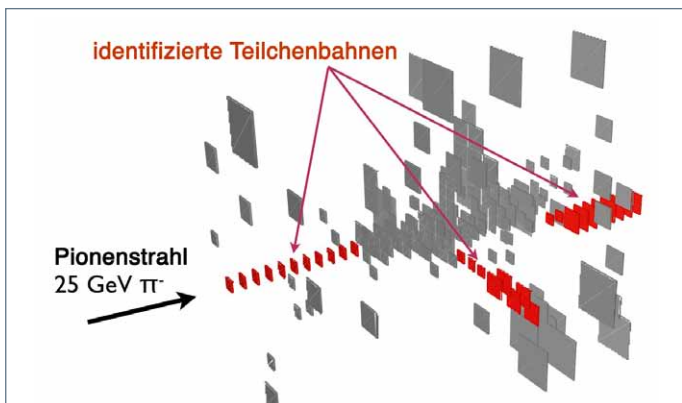 identifizierte Teilchenbahnen
Pionenstrahl
25 GeV π⁻